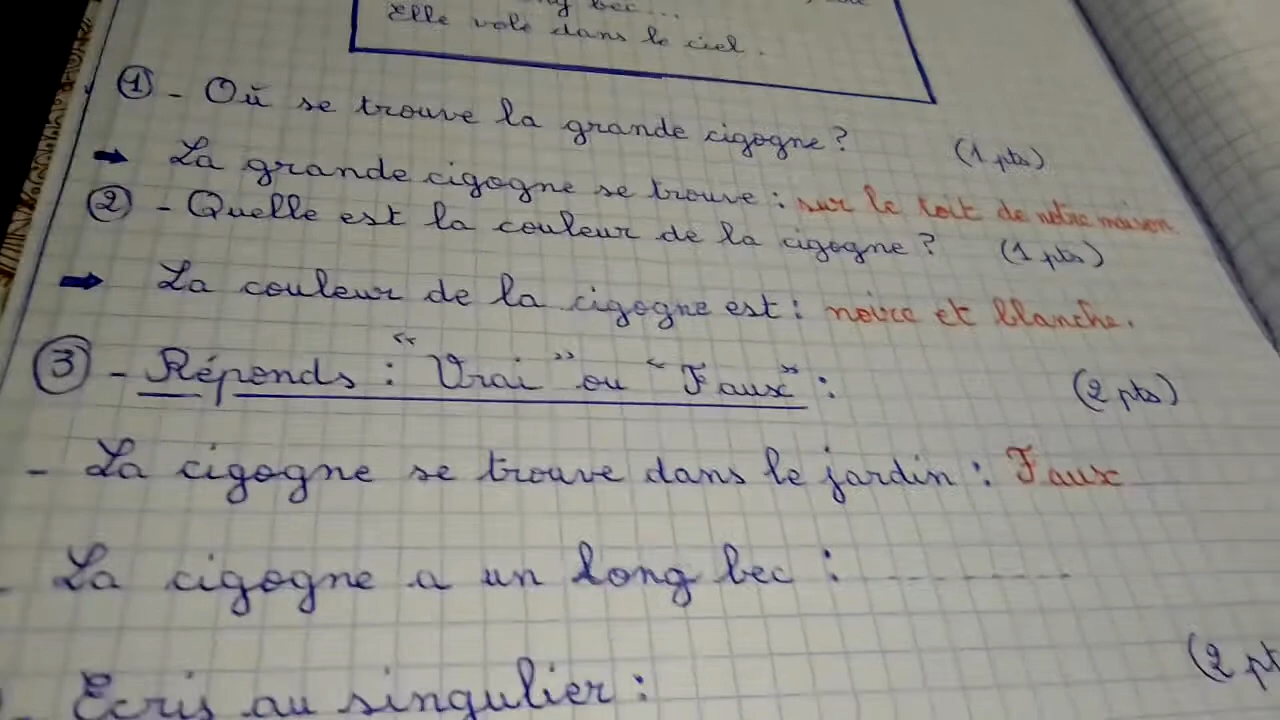 bec...
Elle vole dans le ciel.
① - Où se trouve la grande cigogne ? (1 pts)
→ La grande cigogne se trouve : sur le toit de notre maison
② - Quelle est la couleur de la cigogne ? (1 pts)
→ La couleur de la cigogne est : noire et blanche.
③ - Réponds : "Vrai" ou "Faux" : (2 pts)
- La cigogne se trouve dans le jardin : Faux
- La cigogne a un long bec : ----------
- Ecris au singulier : (2 pt